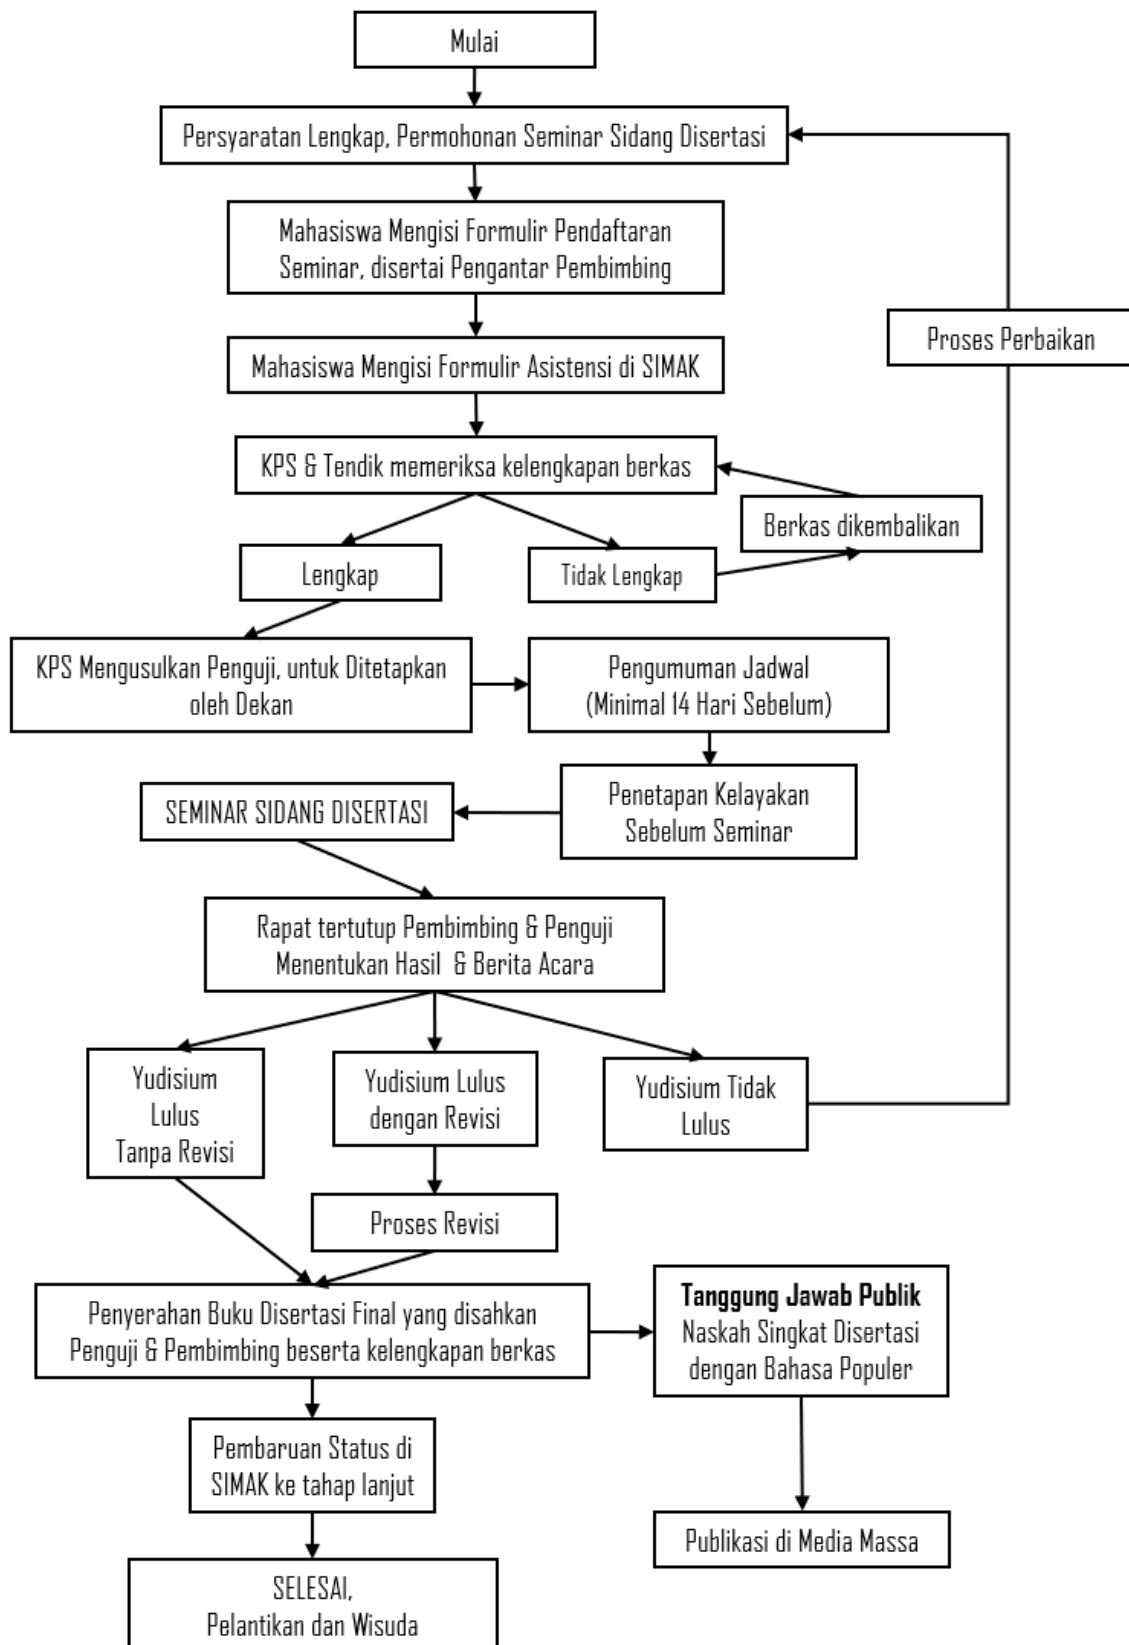 Mulai
Persyaratan Lengkap, Permohonan Seminar Sidang Disertasi
Mahasiswa Mengisi Formulir Pendaftaran
Seminar, disertai Pengantar Pembimbing
Proses Perbaikan
Mahasiswa Mengisi Formulir Asistensi di SIMAK
KPS & Tendik memeriksa kelengkapan berkas
Berkas dikembalikan
Lengkap
Tidak Lengkap
KPS Mengusulkan Penguji, untuk Ditetapkan
oleh Dekan
Pengumuman Jadwal
(Minimal 14 Hari Sebelum)
Penetapan Kelayakan
Sebelum Seminar
SEMINAR SIDANG DISERTASI
Rapat tertutup Pembimbing & Penguji
Menentukan Hasil & Berita Acara
Yudisium
Lulus
Tanpa Revisi
Yudisium Lulus
dengan Revisi
Yudisium Tidak
Lulus
Proses Revisi
Penyerahan Buku Disertasi Final yang disahkan
Penguji & Pembimbing beserta kelengkapan berkas
Tanggung Jawab Publik
Naskah Singkat Disertasi
dengan Bahasa Populer
Pembaruan Status di
SIMAK ke tahap lanjut
Publikasi di Media Massa
SELESAI,
Pelantikan dan Wisuda